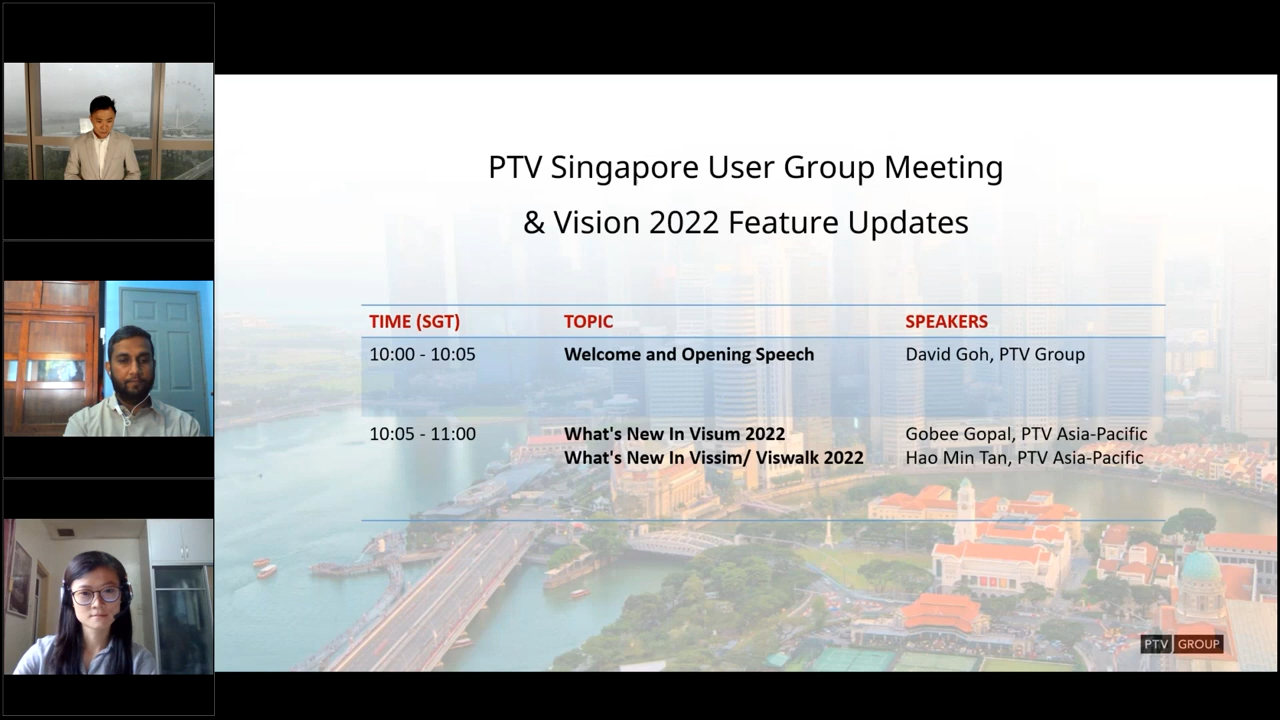 PTV Singapore User Group Meeting
& Vision 2022 Feature Updates
TIME (SGT) TOPIC SPEAKERS
10:00 - 10:05 Welcome and Opening Speech David Goh, PTV Group
10:05 - 11:00 What's New In Visum 2022 Gobee Gopal, PTV Asia-Pacific
What's New In Vissim/ Viswalk 2022 Hao Min Tan, PTV Asia-Pacific
PTV GROUP